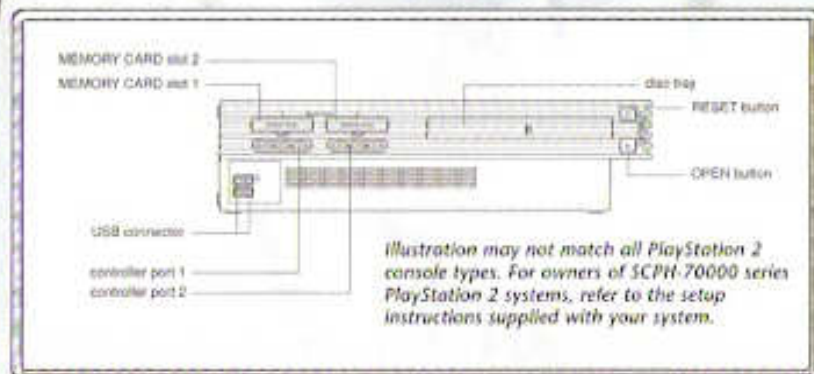 MEMORY CARD slot 2
MEMORY CARD slot 1
disc tray
RESET button
OPEN button
USB connector
controller port 1
controller port 2
Illustration may not match all PlayStation 2
console types. For owners of SCPH-70000 series
PlayStation 2 systems, refer to the setup
instructions supplied with your system.